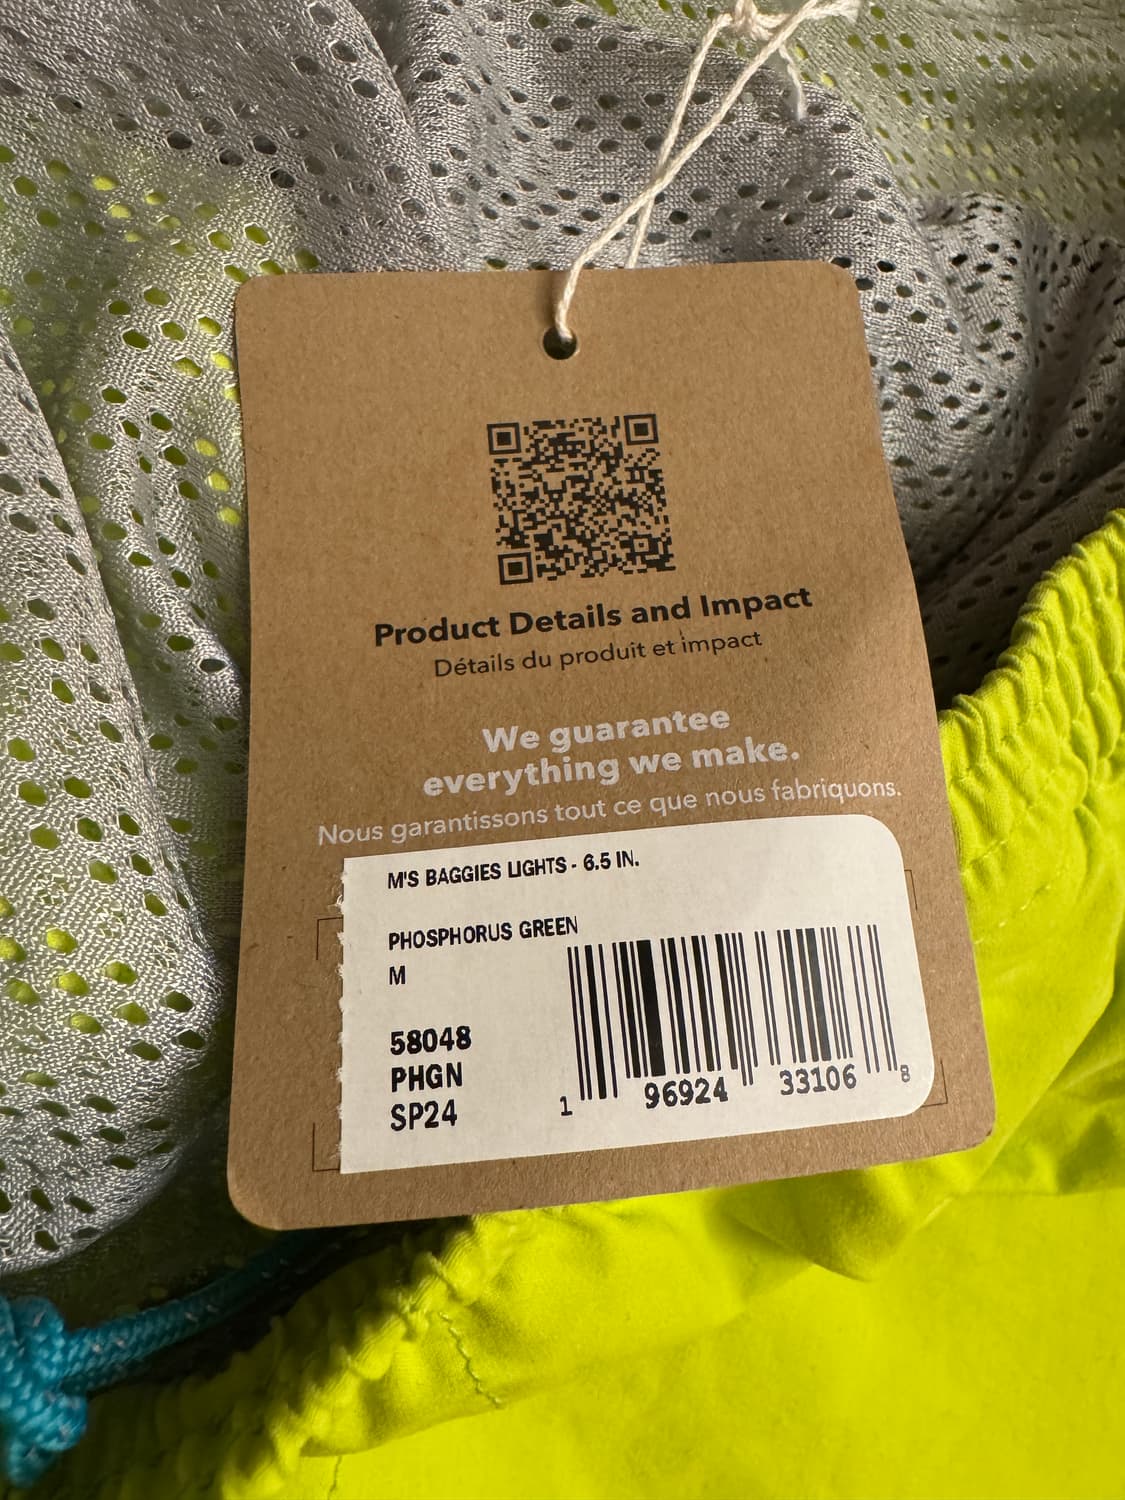 Product Details and Impact
Détails du produit et impact
We guarantee
everything we make.
Nous garantissons tout ce que nous fabriquons.
M'S BAGGIES LIGHTS - 6.5 IN.
PHOSPHORUS GREEN
M
58048
PHGN
SP24
1 96924 33106 8